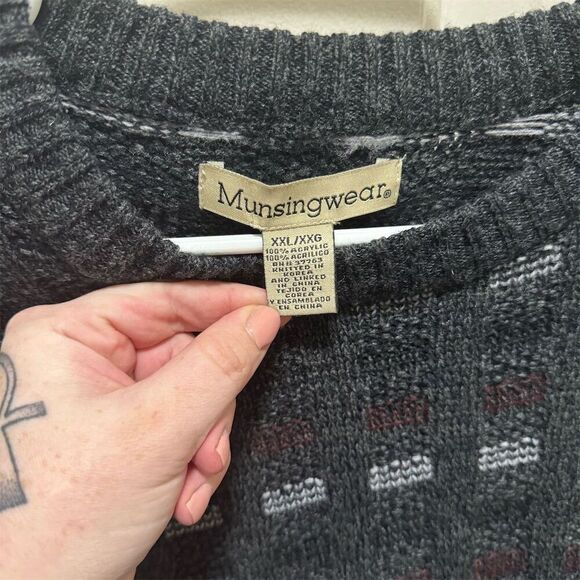 Munsingwear®
XXL/XXG
100% ACRYLIC
100% ACRILICO
RN# 37763
KNITTED IN
KOREA
AND LINKED
IN CHINA
TEJIDO EN
COREA
Y ENSAMBLADO
EN CHINA